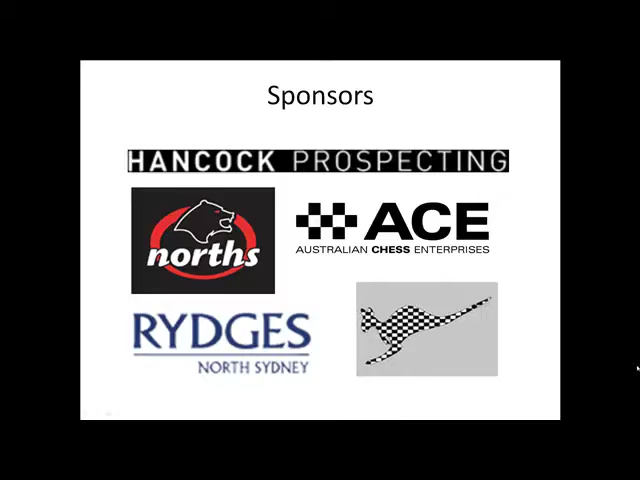 Sponsors
HANCOCK PROSPECTING
norths
ACE
AUSTRALIAN CHESS ENTERPRISES
RYDGES
NORTH SYDNEY